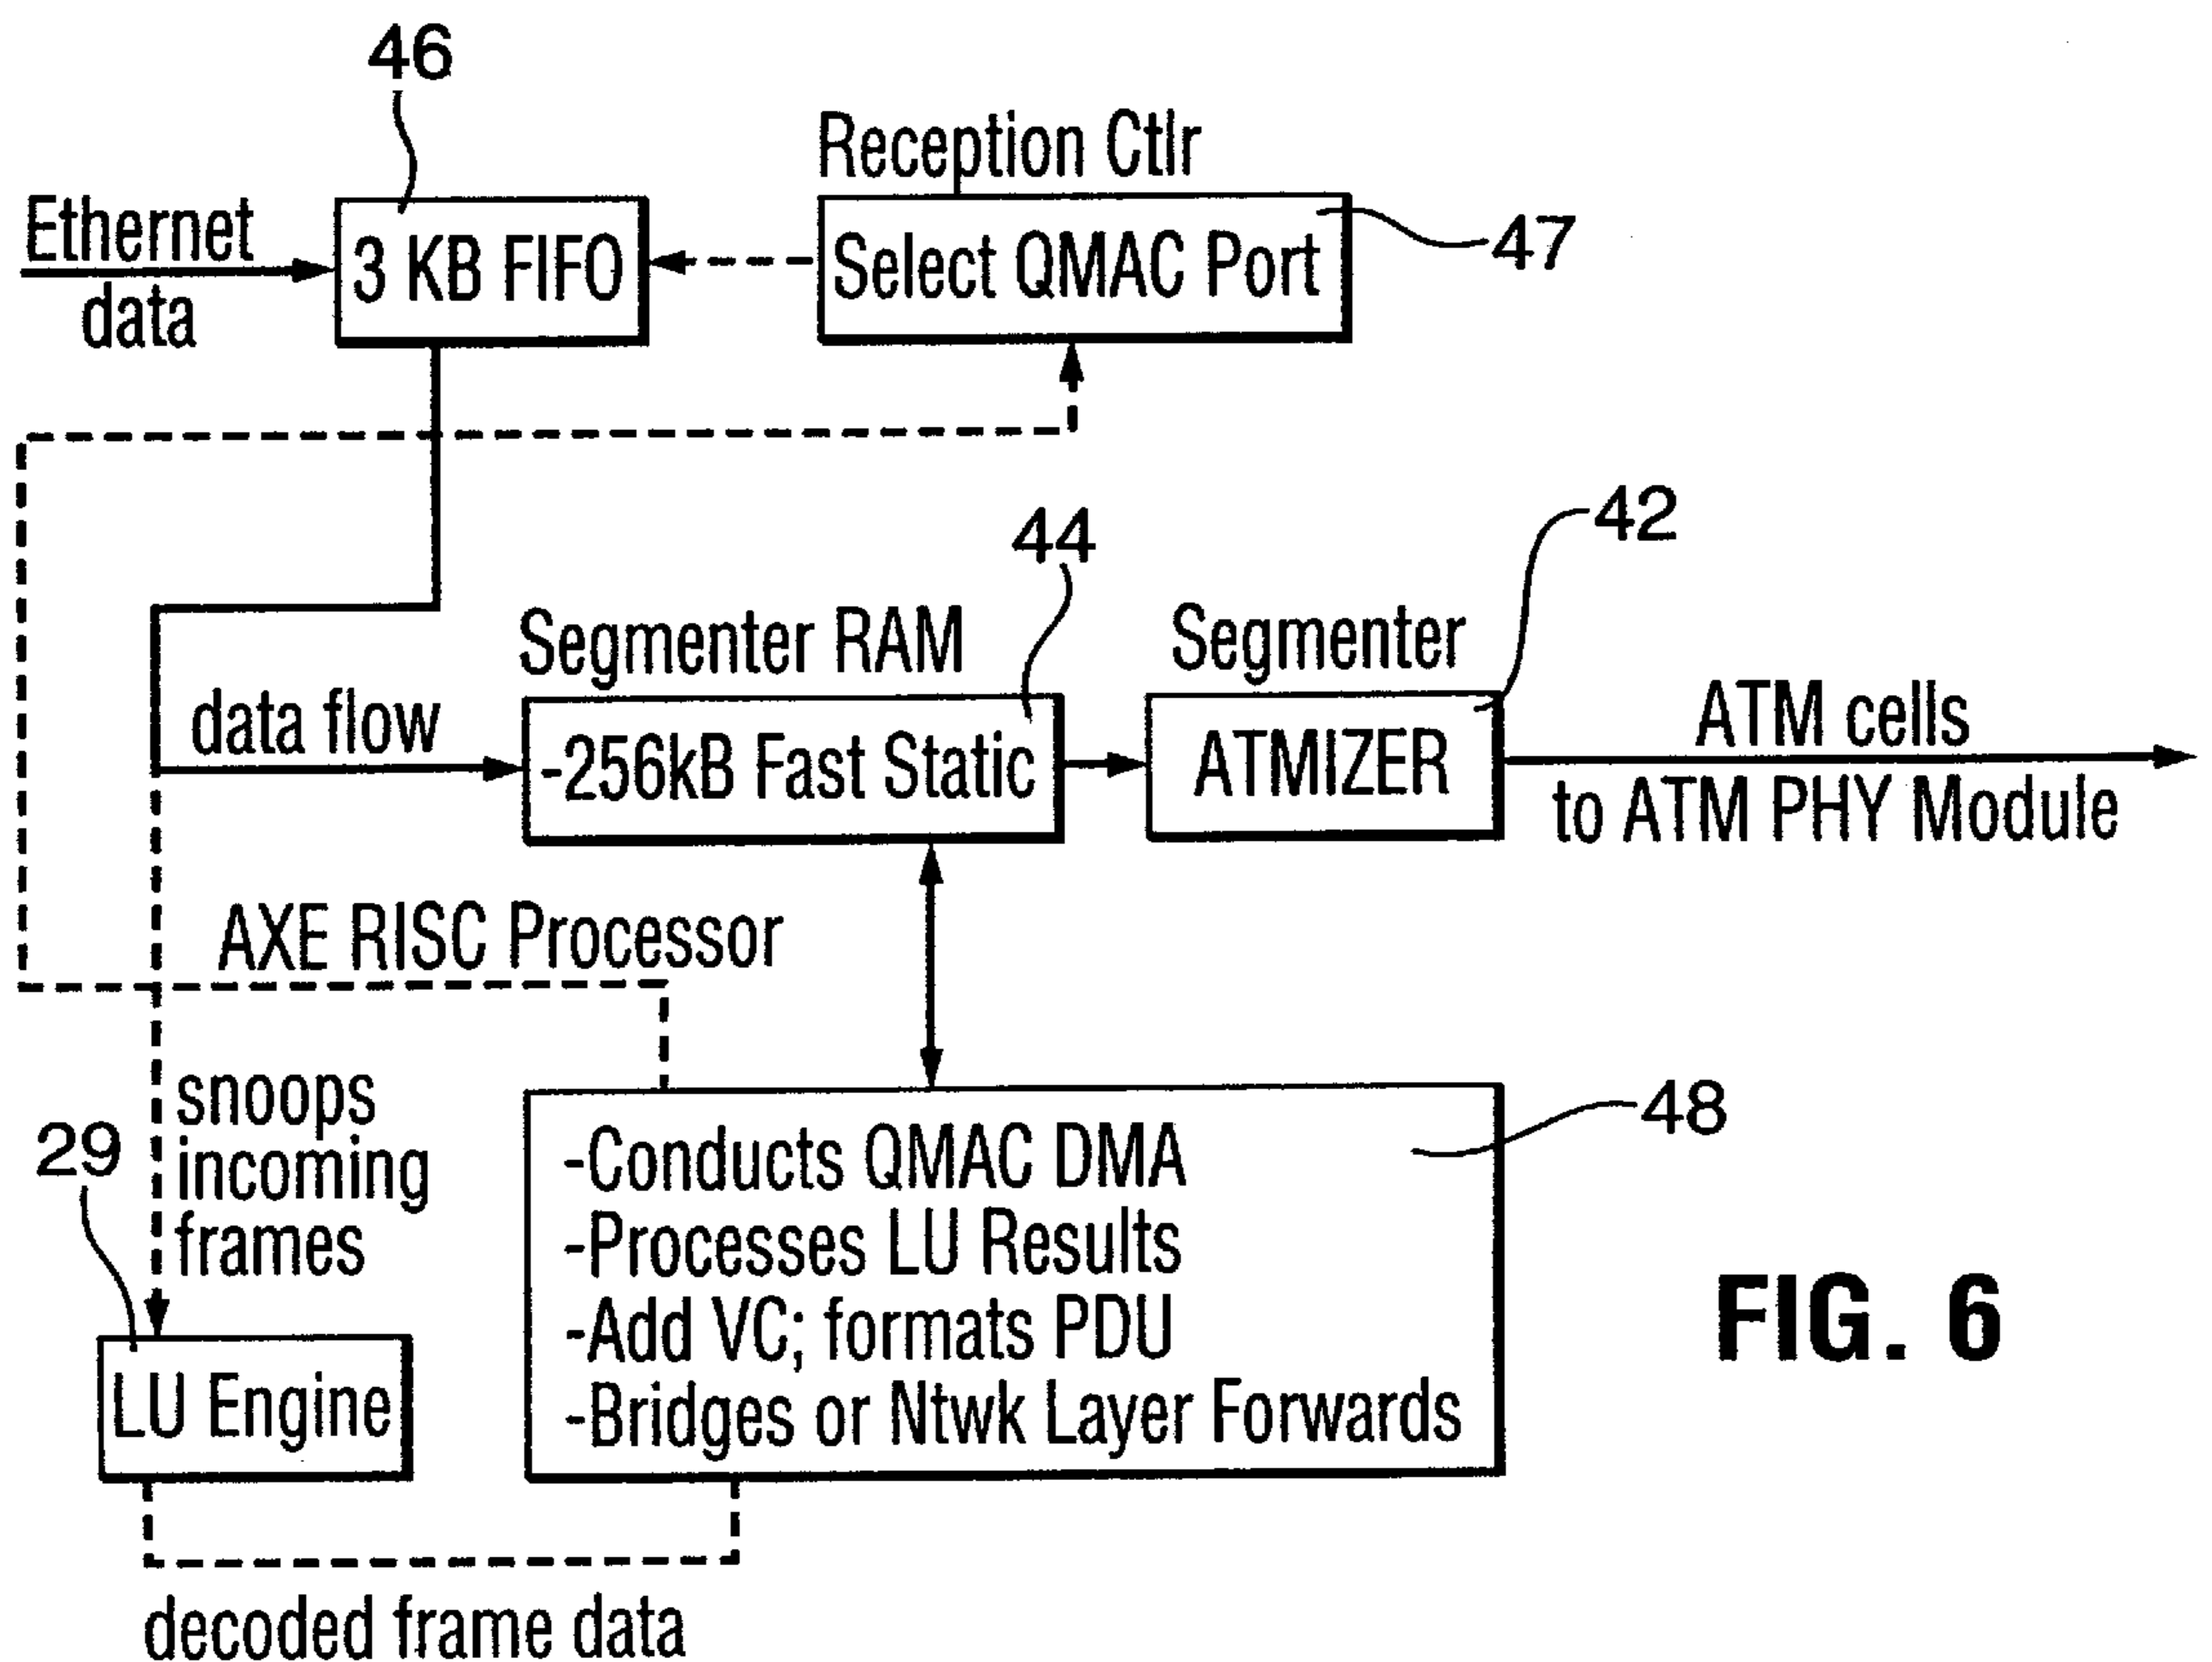 46
Reception Ctlr
Ethernet
data
3 KB FIFO
Select QMAC Port
47
44
42
Segmenter RAM
Segmenter
data flow
-256kB Fast Static
ATMIZER
ATM cells
to ATM PHY Module
AXE RISC Processor
snoops
incoming
frames
29
48
-Conducts QMAC DMA
-Processes LU Results
-Add VC; formats PDU
-Bridges or Ntwk Layer Forwards
LU Engine
decoded frame data
FIG. 6